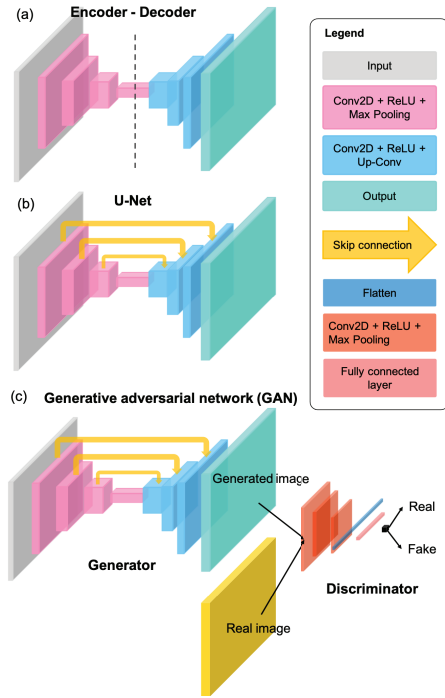 (a)
Encoder - Decoder
(b)
U-Net
(c)
Generative adversarial network (GAN)
Generated image
Generator
Real image
Discriminator
Real
Fake
Legend
Input
Conv2D + ReLU +
Max Pooling
Conv2D + ReLU +
Up-Conv
Output
Skip connection
Flatten
Conv2D + ReLU +
Max Pooling
Fully connected
layer